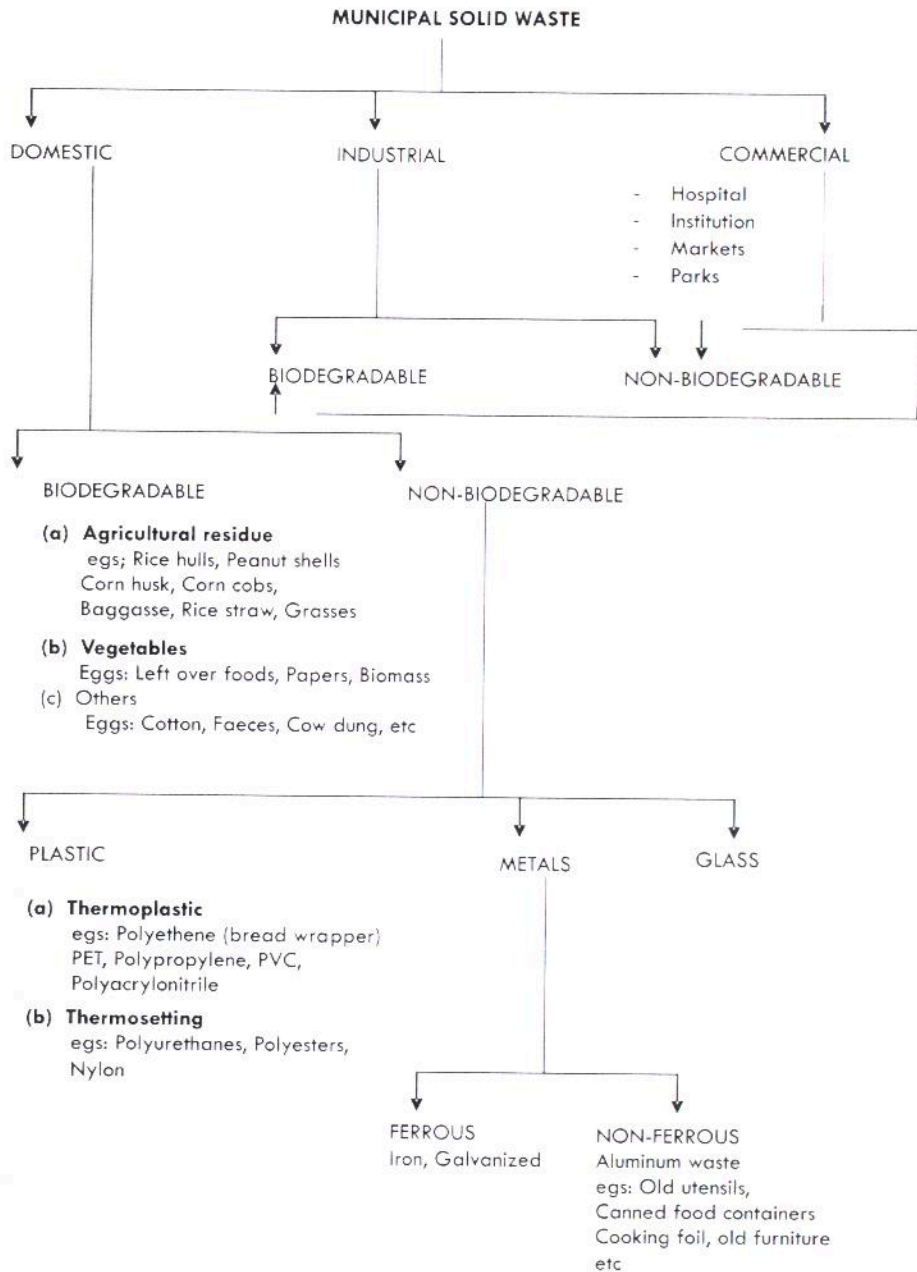 MUNICIPAL SOLID WASTE
DOMESTIC
INDUSTRIAL
COMMERCIAL
- Hospital
- Institution
- Markets
- Parks
BIODEGRADABLE
NON-BIODEGRADABLE
BIODEGRADABLE
NON-BIODEGRADABLE
(a) Agricultural residue
egs; Rice hulls, Peanut shells
Corn husk, Corn cobs,
Baggasse, Rice straw, Grasses
(b) Vegetables
Eggs: Left over foods, Papers, Biomass
(c) Others
Eggs: Cotton, Faeces, Cow dung, etc
PLASTIC
METALS
GLASS
(a) Thermoplastic
egs: Polyethene (bread wrapper)
PET, Polypropylene, PVC,
Polyacrylonitrile
(b) Thermosetting
egs: Polyurethanes, Polyesters,
Nylon
FERROUS
Iron, Galvanized
NON-FERROUS
Aluminum waste
egs: Old utensils,
Canned food containers
Cooking foil, old furniture
etc